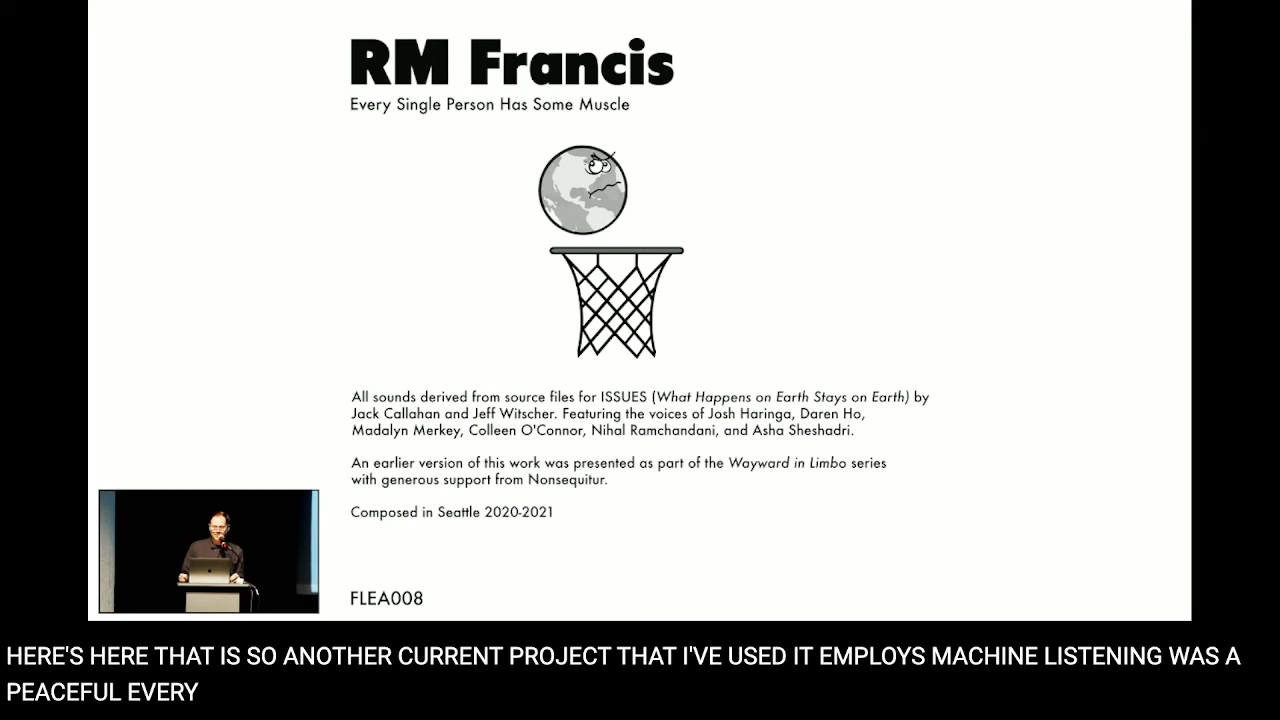 RM Francis
Every Single Person Has Some Muscle
All sounds derived from source files for ISSUES (What Happens on Earth Stays on Earth) by
Jack Callahan and Jeff Witscher. Featuring the voices of Josh Haringa, Daren Ho,
Madalyn Merkey, Colleen O'Connor, Nihal Ramchandani, and Asha Sheshadri.
An earlier version of this work was presented as part of the Wayward in Limbo series
with generous support from Nonsequitur.
Composed in Seattle 2020-2021
FLEA008
HERE'S HERE THAT IS SO ANOTHER CURRENT PROJECT THAT I'VE USED IT EMPLOYS MACHINE LISTENING WAS A
PEACEFUL EVERY